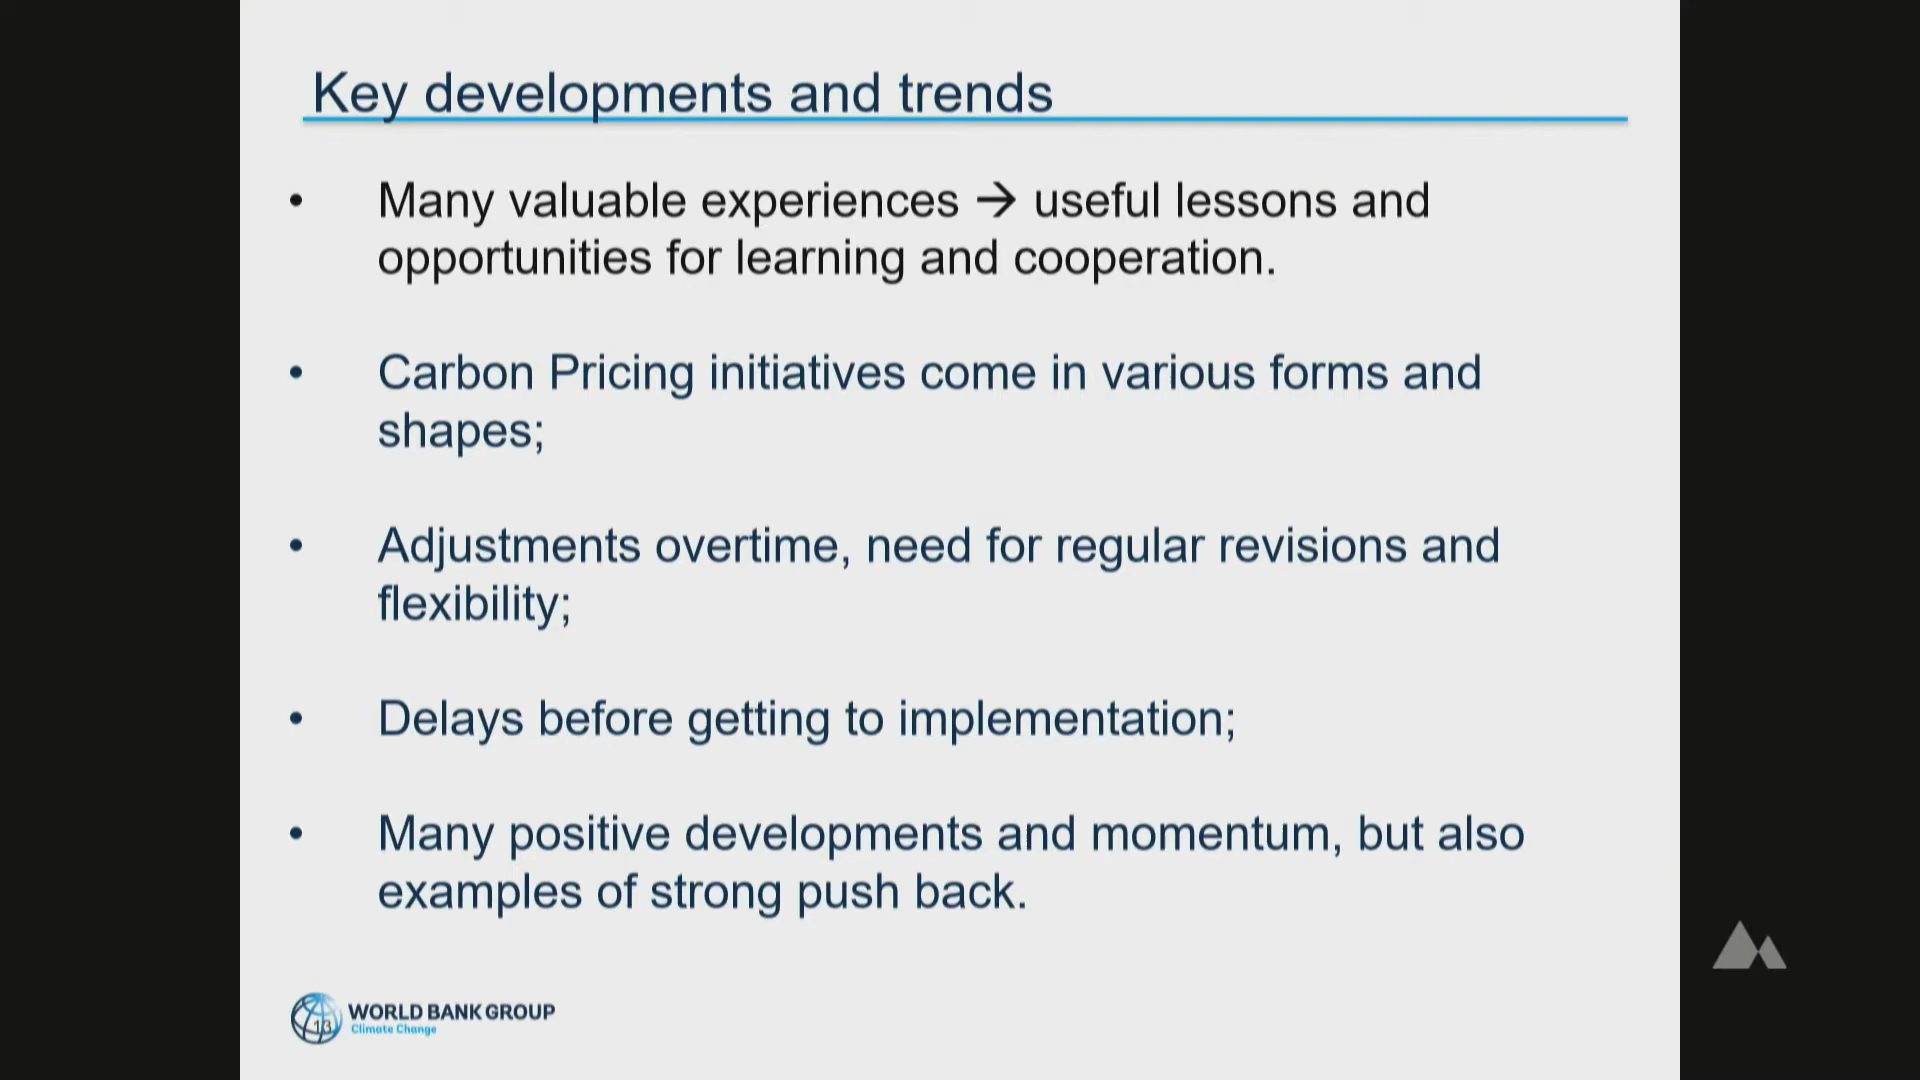 Key developments and trends
• Many valuable experiences → useful lessons and
opportunities for learning and cooperation.
• Carbon Pricing initiatives come in various forms and
shapes;
• Adjustments overtime, need for regular revisions and
flexibility;
• Delays before getting to implementation;
• Many positive developments and momentum, but also
examples of strong push back.
13
WORLD BANK GROUP
Climate Change